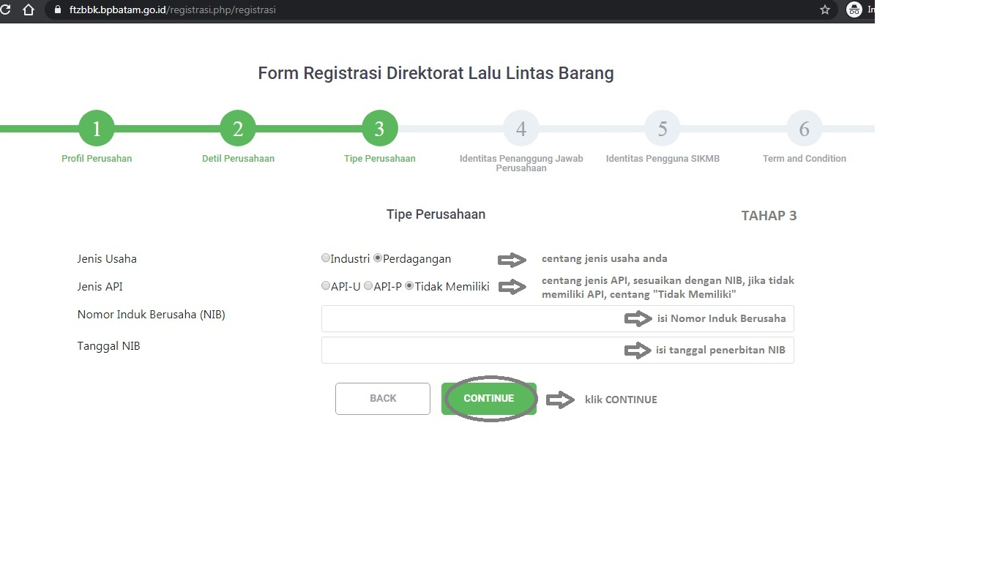 ftzbbk.bpbatam.go.id/registrasi.php/registrasi
Form Registrasi Direktorat Lalu Lintas Barang
1 2 3 4 5 6
Profil Perusahan Detil Perusahaan Tipe Perusahaan Identitas Penanggung Jawab Identitas Pengguna SIKMB Term and Condition
Perusahaan
Tipe Perusahaan TAHAP 3
Jenis Usaha Industri Perdagangan centang jenis usaha anda
Jenis API API-U API-P Tidak Memiliki centang jenis API, sesuaikan dengan NIB, jika tidak
memiliki API, centang "Tidak Memiliki"
Nomor Induk Berusaha (NIB) isi Nomor Induk Berusaha
Tanggal NIB isi tanggal penerbitan NIB
BACK CONTINUE klik CONTINUE